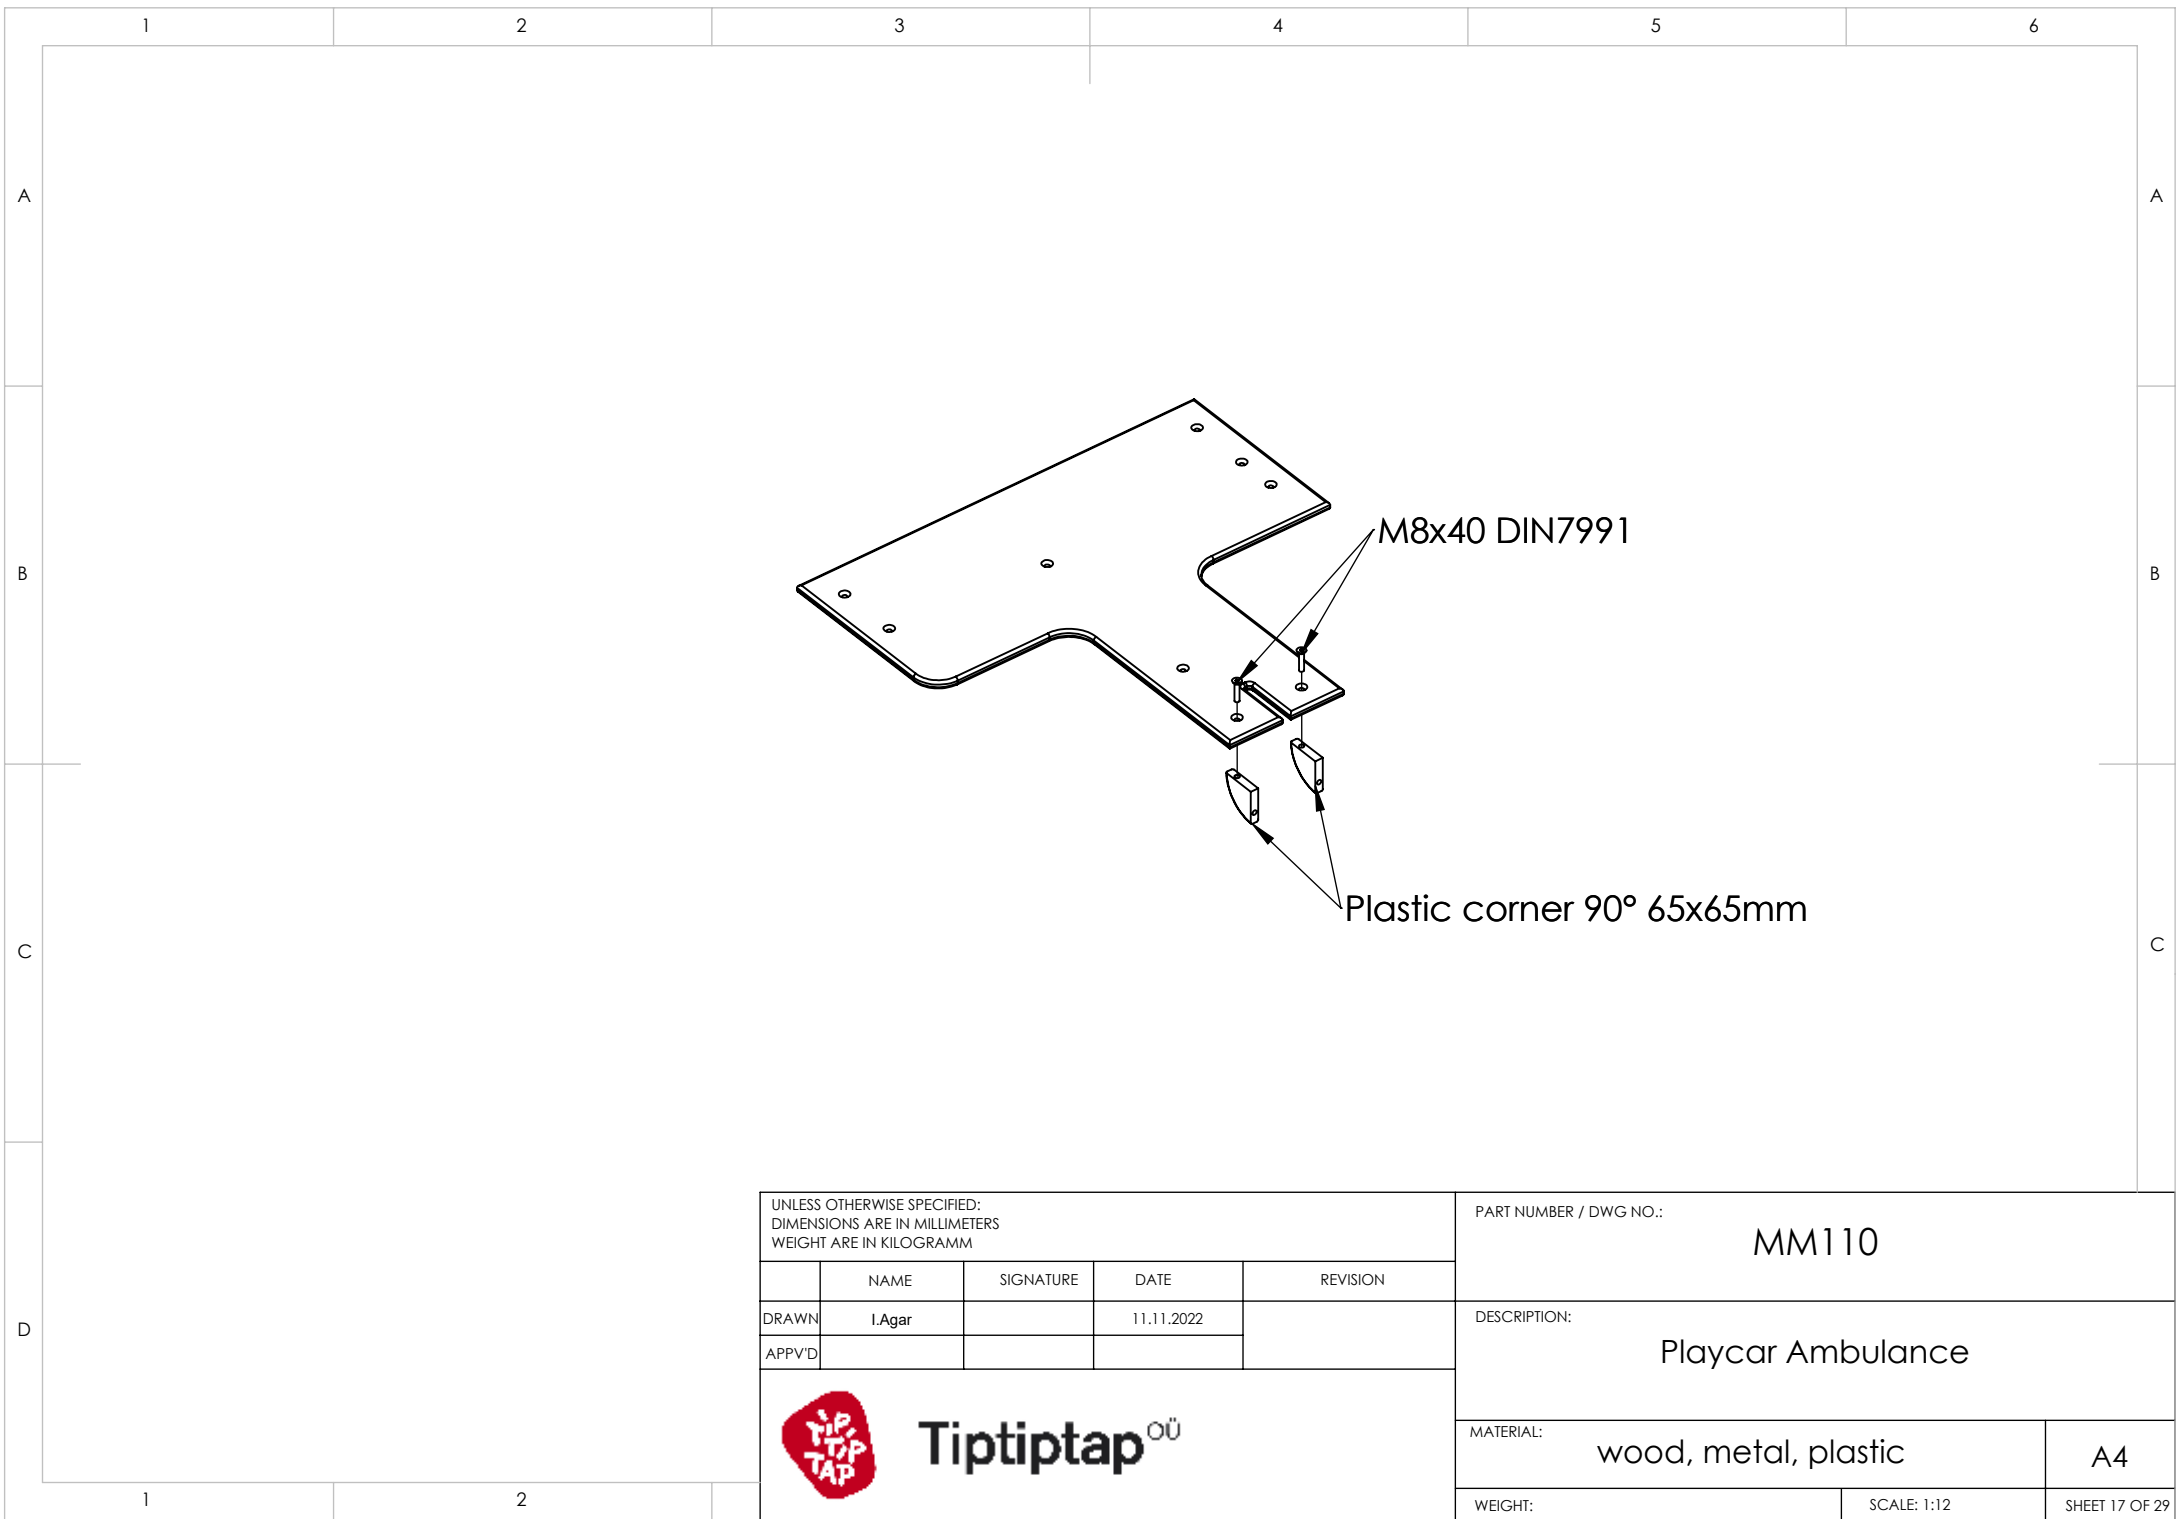 1 2 3 4 5 6
A A
M8x40 DIN7991
B B
Plastic corner 90° 65x65mm
C C
UNLESS OTHERWISE SPECIFIED:
DIMENSIONS ARE IN MILLIMETERS
WEIGHT ARE IN KILOGRAMM
PART NUMBER / DWG NO.:
MM110
NAME SIGNATURE DATE REVISION
DRAWN I.Agar 11.11.2022
APPV'D
D
DESCRIPTION:
Playcar Ambulance
TIP
TIP
TAP
Tiptiptap OÜ
MATERIAL:
wood, metal, plastic
A4
WEIGHT:
SCALE: 1:12
SHEET 17 OF 29
1 2